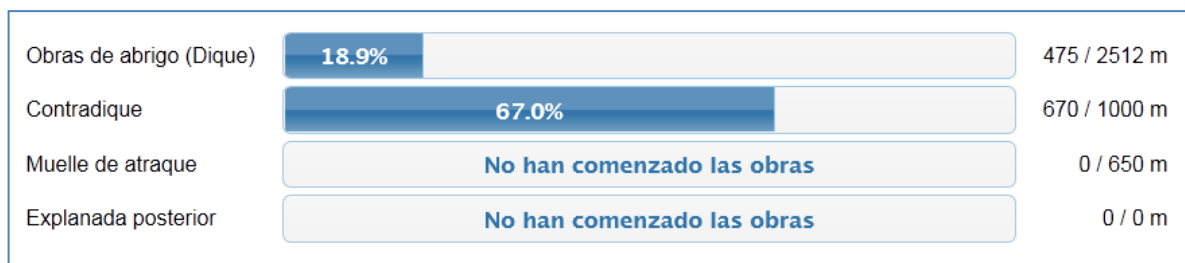 Obras de abrigo (Dique) 18.9% 475 / 2512 m
Contradique 67.0% 670 / 1000 m
Muelle de atraque No han comenzado las obras 0 / 650 m
Explanada posterior No han comenzado las obras 0 / 0 m